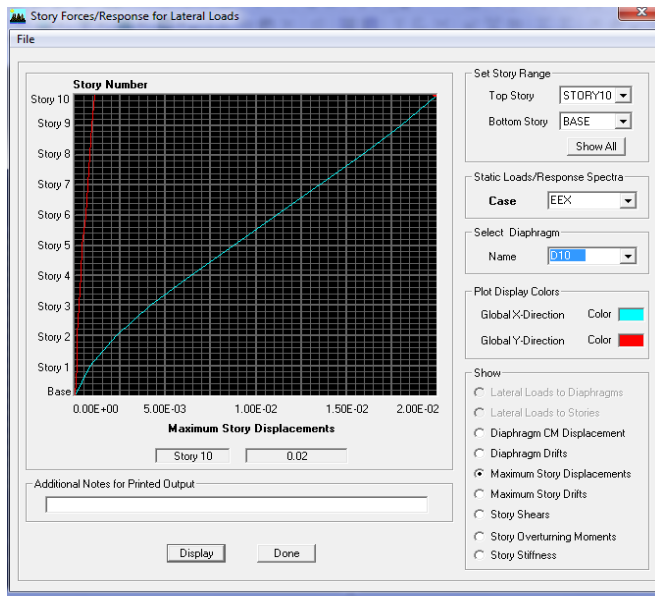 Story Forces/Response for Lateral Loads
File
Story Number
Story 10
Story 9
Story 8
Story 7
Story 6
Story 5
Story 4
Story 3
Story 2
Story 1
Base
0.00E+00 5.00E-03 1.00E-02 1.50E-02 2.00E-02
Maximum Story Displacements
Story 10 0.02
Additional Notes for Printed Output
Display Done
Set Story Range
Top Story STORY10
Bottom Story BASE
Show All
Static Loads/Response Spectra
Case EEX
Select Diaphragm
Name D10
Plot Display Colors
Global X-Direction Color
Global Y-Direction Color
Show
Lateral Loads to Diaphragms
Lateral Loads to Stories
Diaphragm CM Displacement
Diaphragm Drifts
Maximum Story Displacements
Maximum Story Drifts
Story Shears
Story Overturning Moments
Story Stiffness